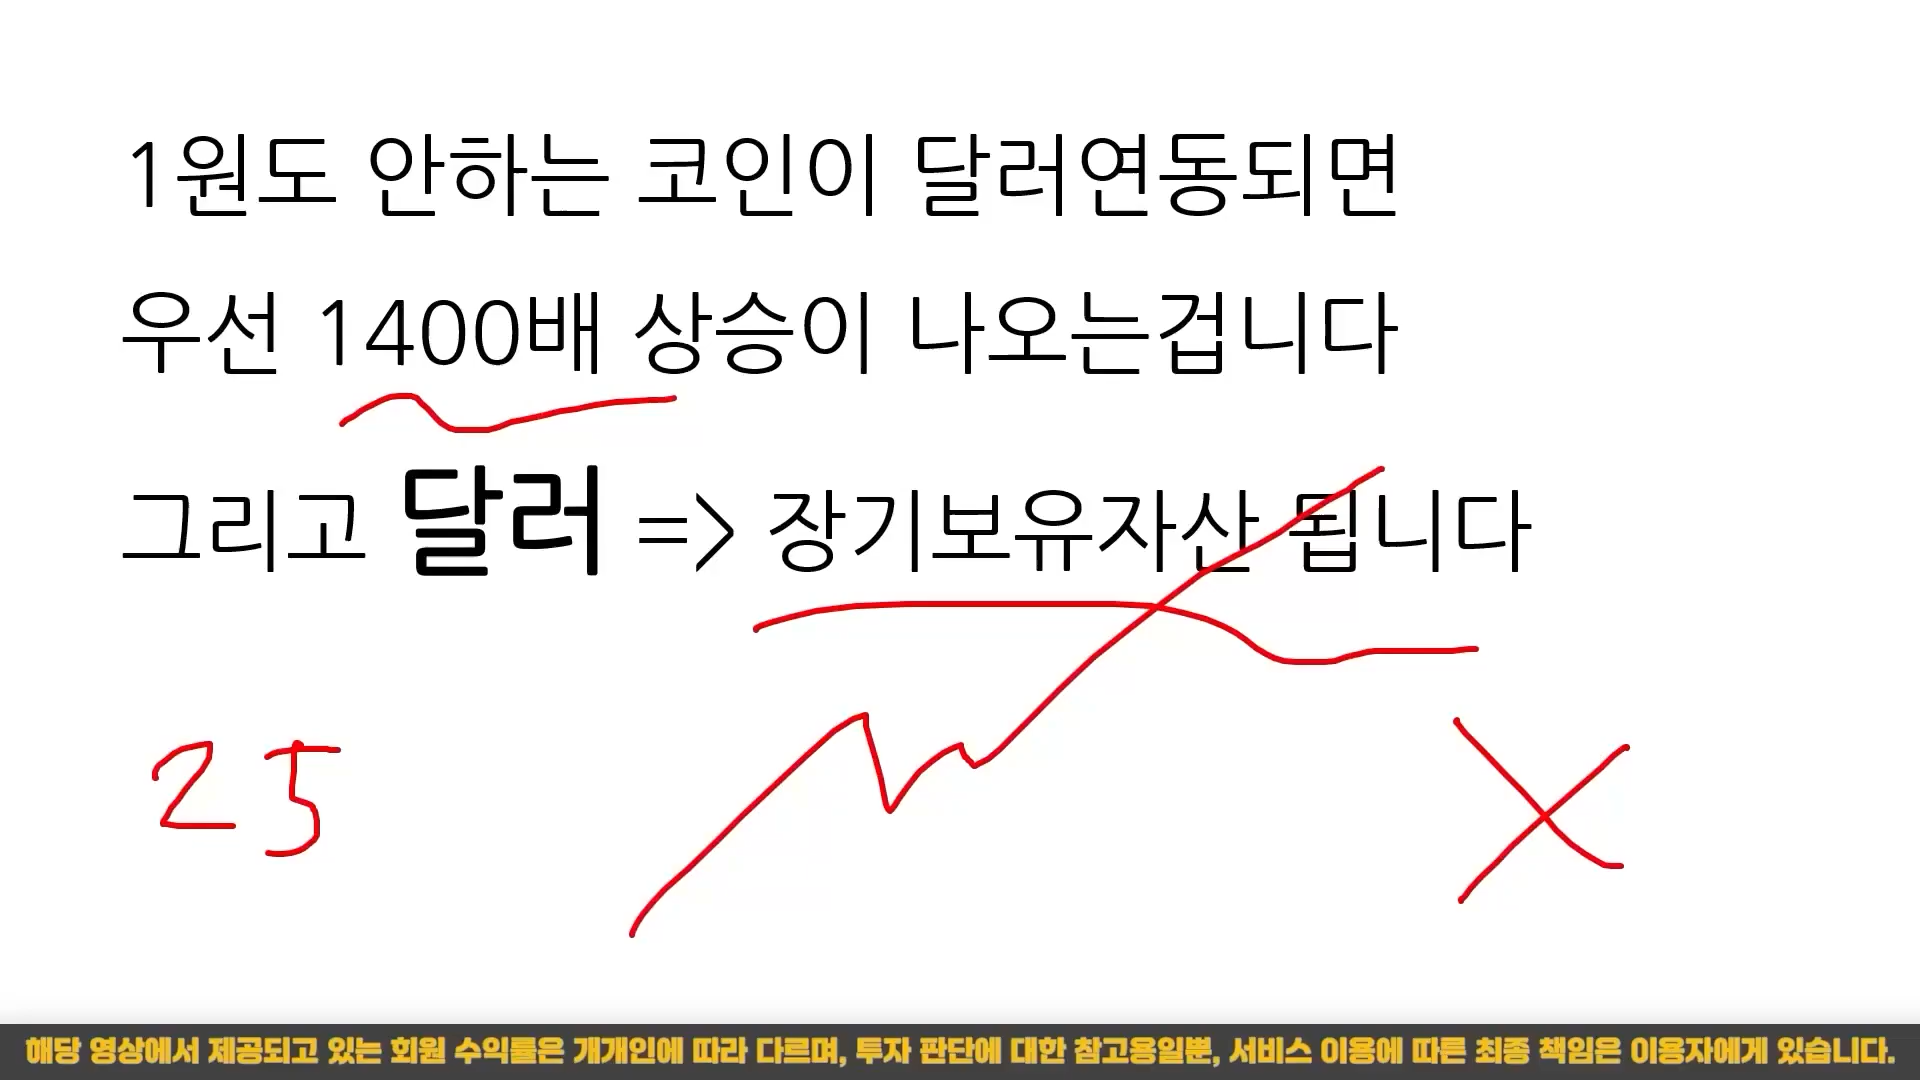 1원도 안하는 코인이 달러연동되면
우선 1400배 상승이 나오는겁니다
그리고 달러 => 장기보유자산 됩니다
25
해당 영상에서 제공되고 있는 회원 수익률은 개개인에 따라 다르며, 투자 판단에 대한 참고용일뿐, 서비스 이용에 따른 최종 책임은 이용자에게 있습니다.